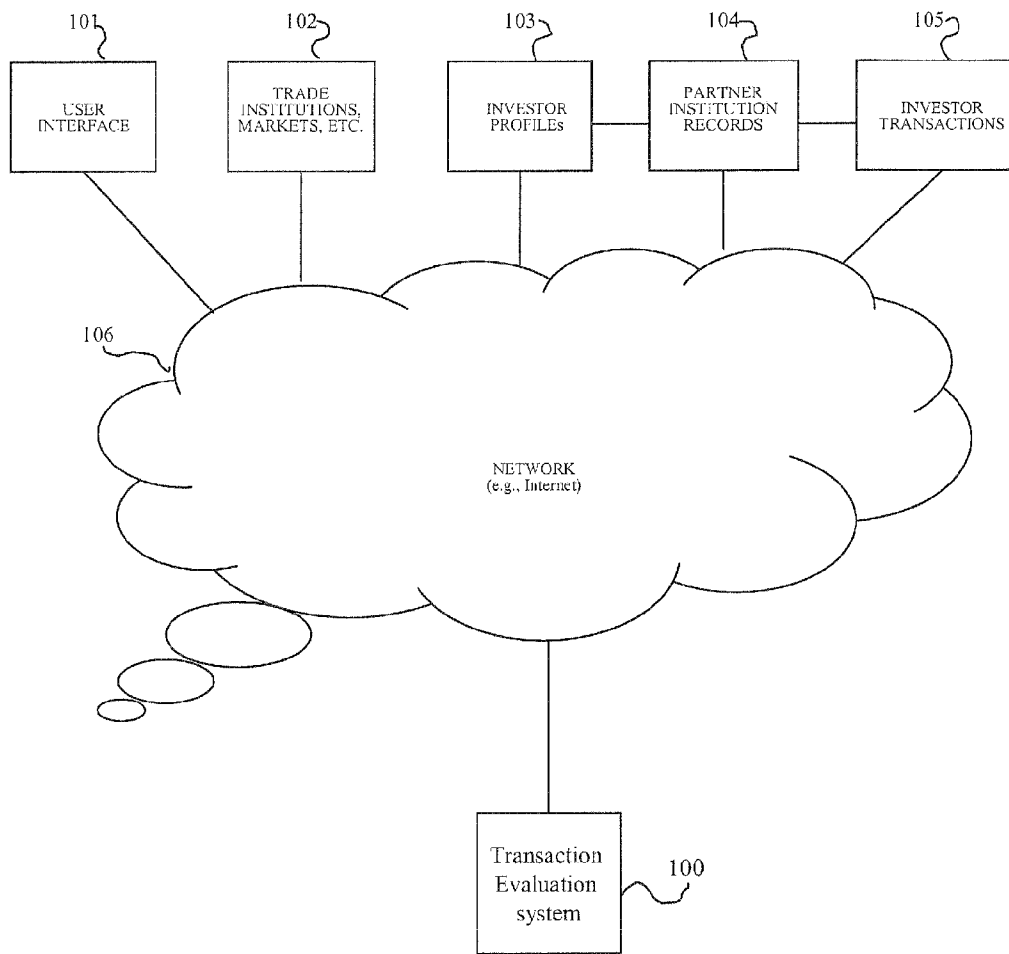 101
102
103
104
105
USER
INTERFACE
TRADE
INSTITUTIONS,
MARKETS, ETC.
INVESTOR
PROFILEs
PARTNER
INSTITUTION
RECORDS
INVESTOR
TRANSACTIONS
106
NETWORK
(e.g., Internet)
Transaction
Evaluation
system
100